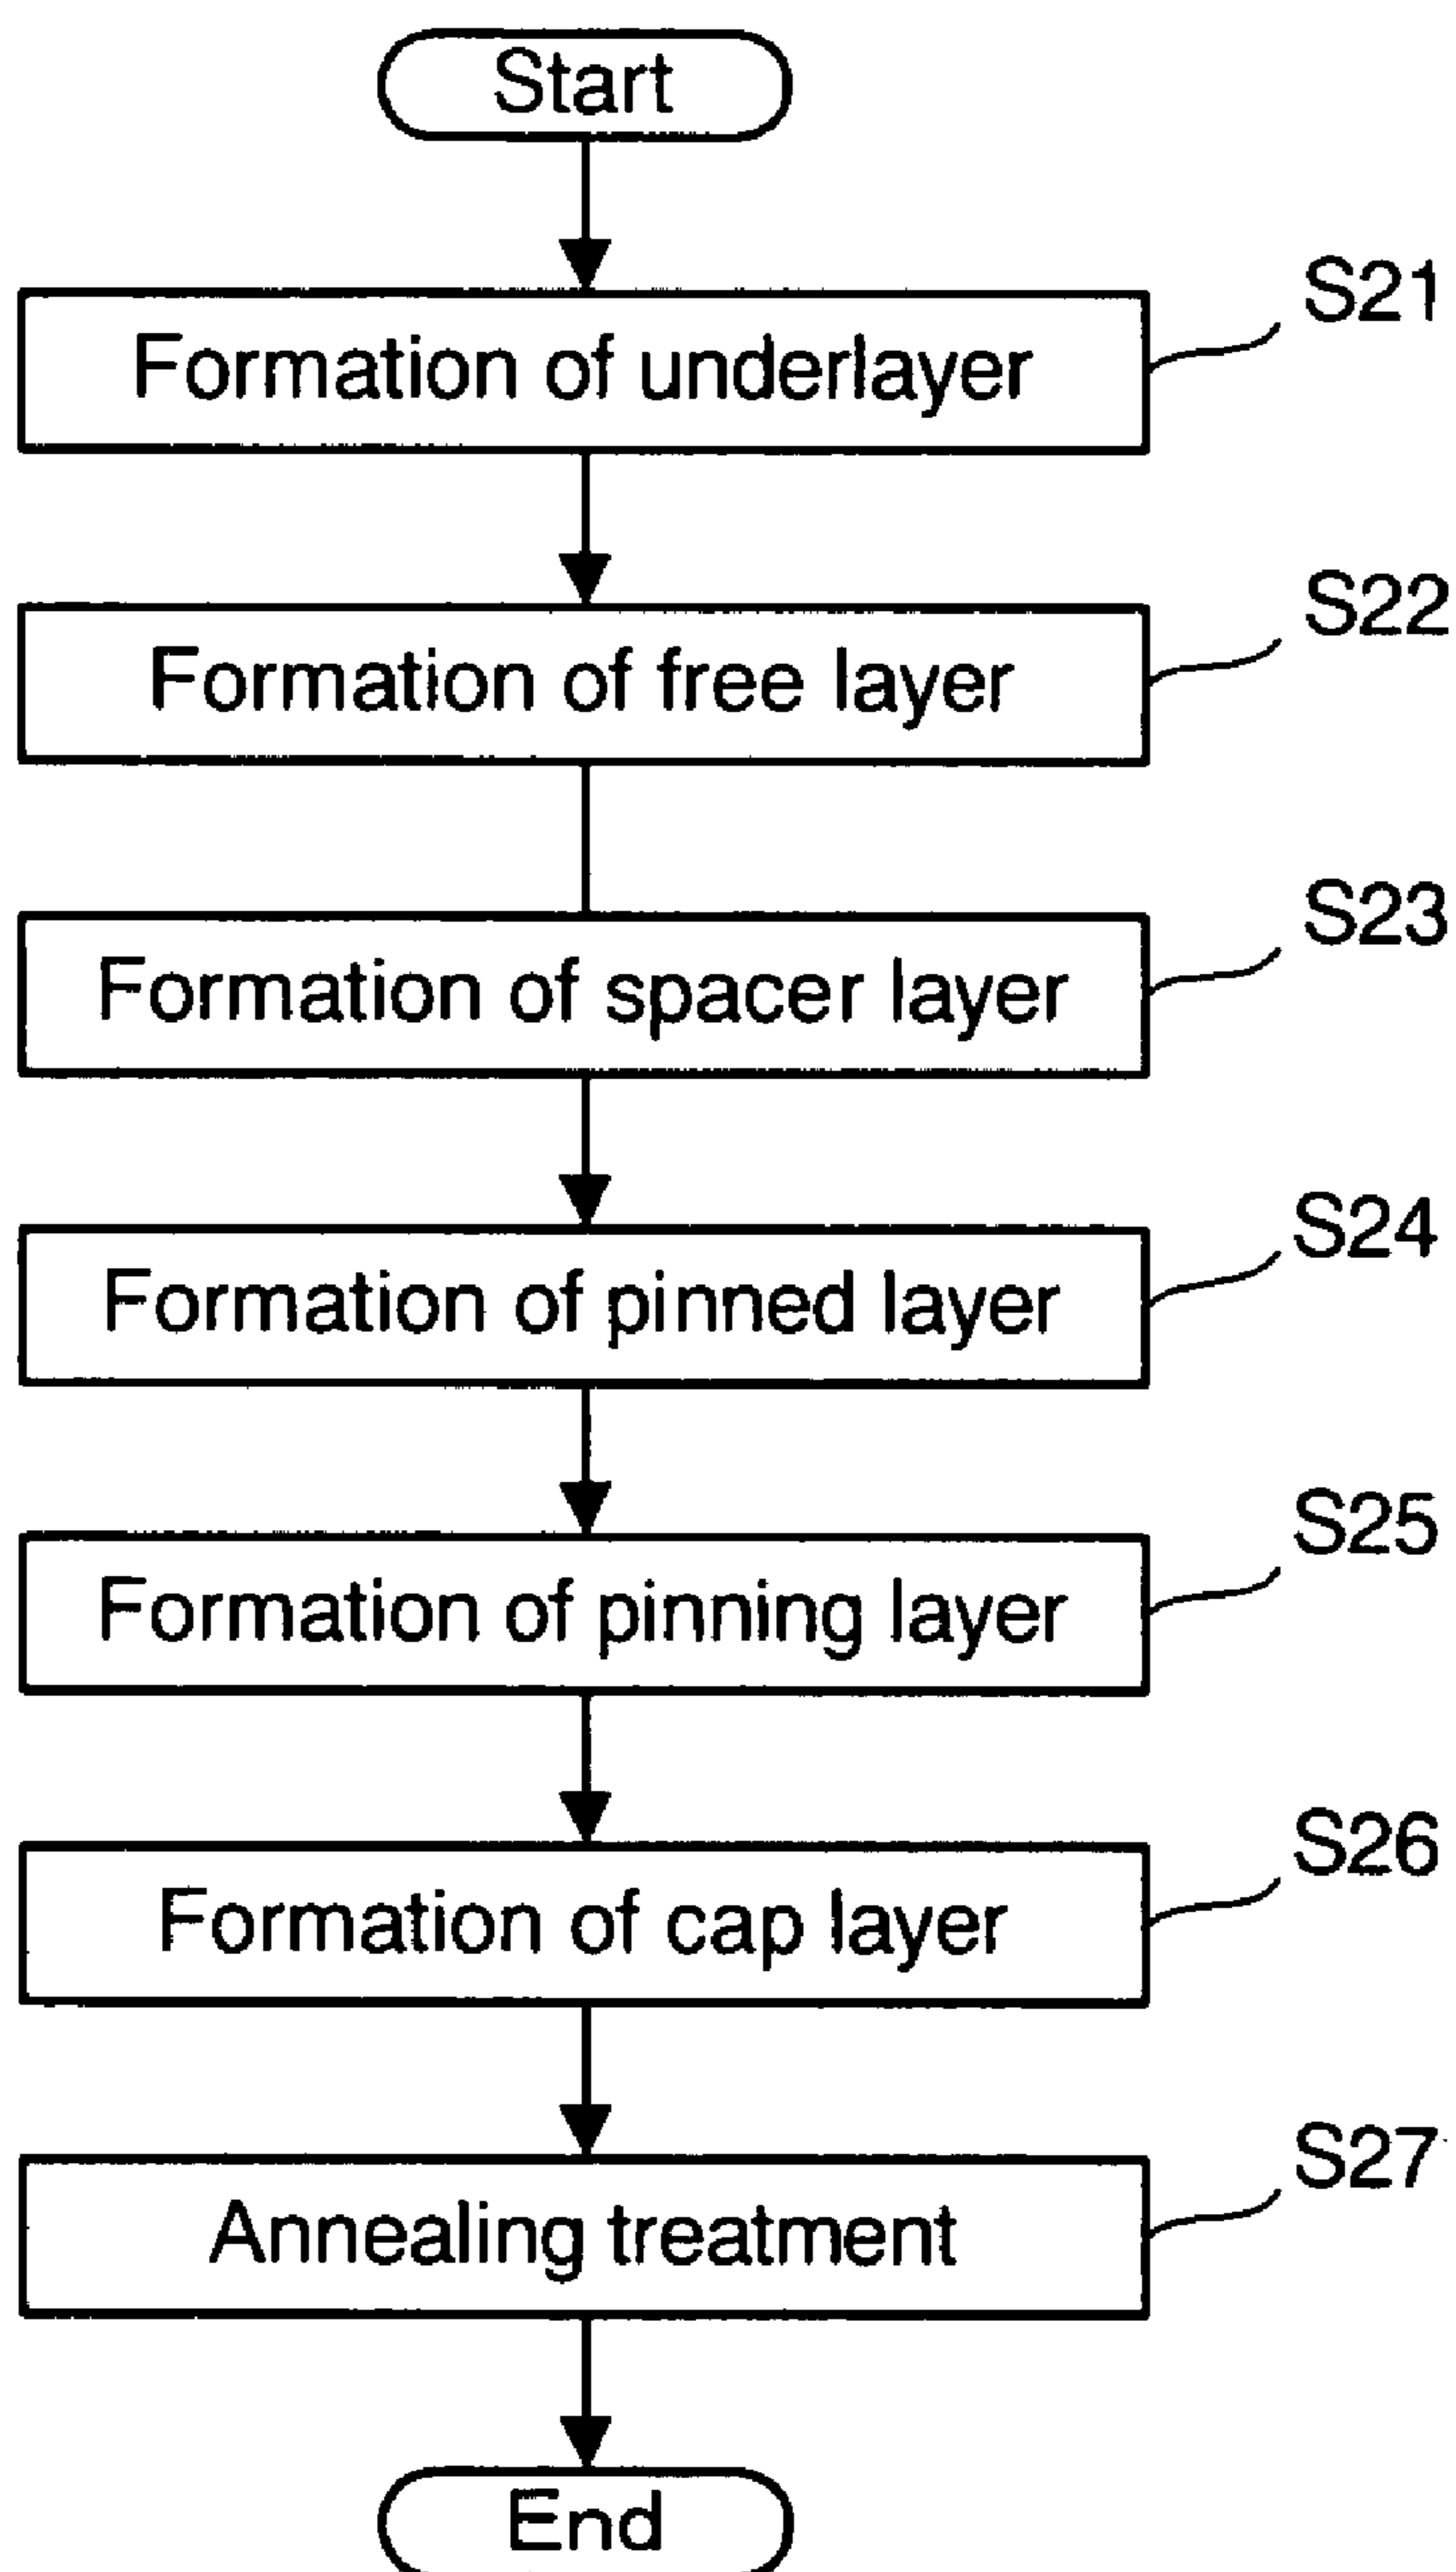 Start
Formation of underlayer
S21
Formation of free layer
S22
Formation of spacer layer
S23
Formation of pinned layer
S24
Formation of pinning layer
S25
Formation of cap layer
S26
Annealing treatment
S27
End